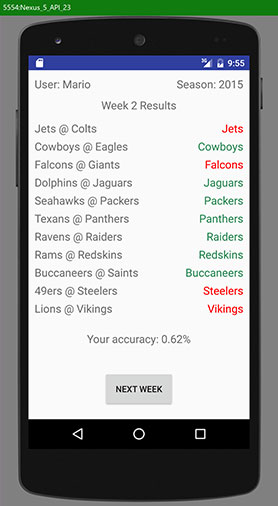 5554:Nexus_5_API_23
3G 9:55
User: Mario Season: 2015
Week 2 Results
Jets @ Colts Jets
Cowboys @ Eagles Cowboys
Falcons @ Giants Falcons
Dolphins @ Jaguars Jaguars
Seahawks @ Packers Packers
Texans @ Panthers Panthers
Ravens @ Raiders Raiders
Rams @ Redskins Redskins
Buccaneers @ Saints Buccaneers
49ers @ Steelers Steelers
Lions @ Vikings Vikings
Your accuracy: 0.62%
NEXT WEEK